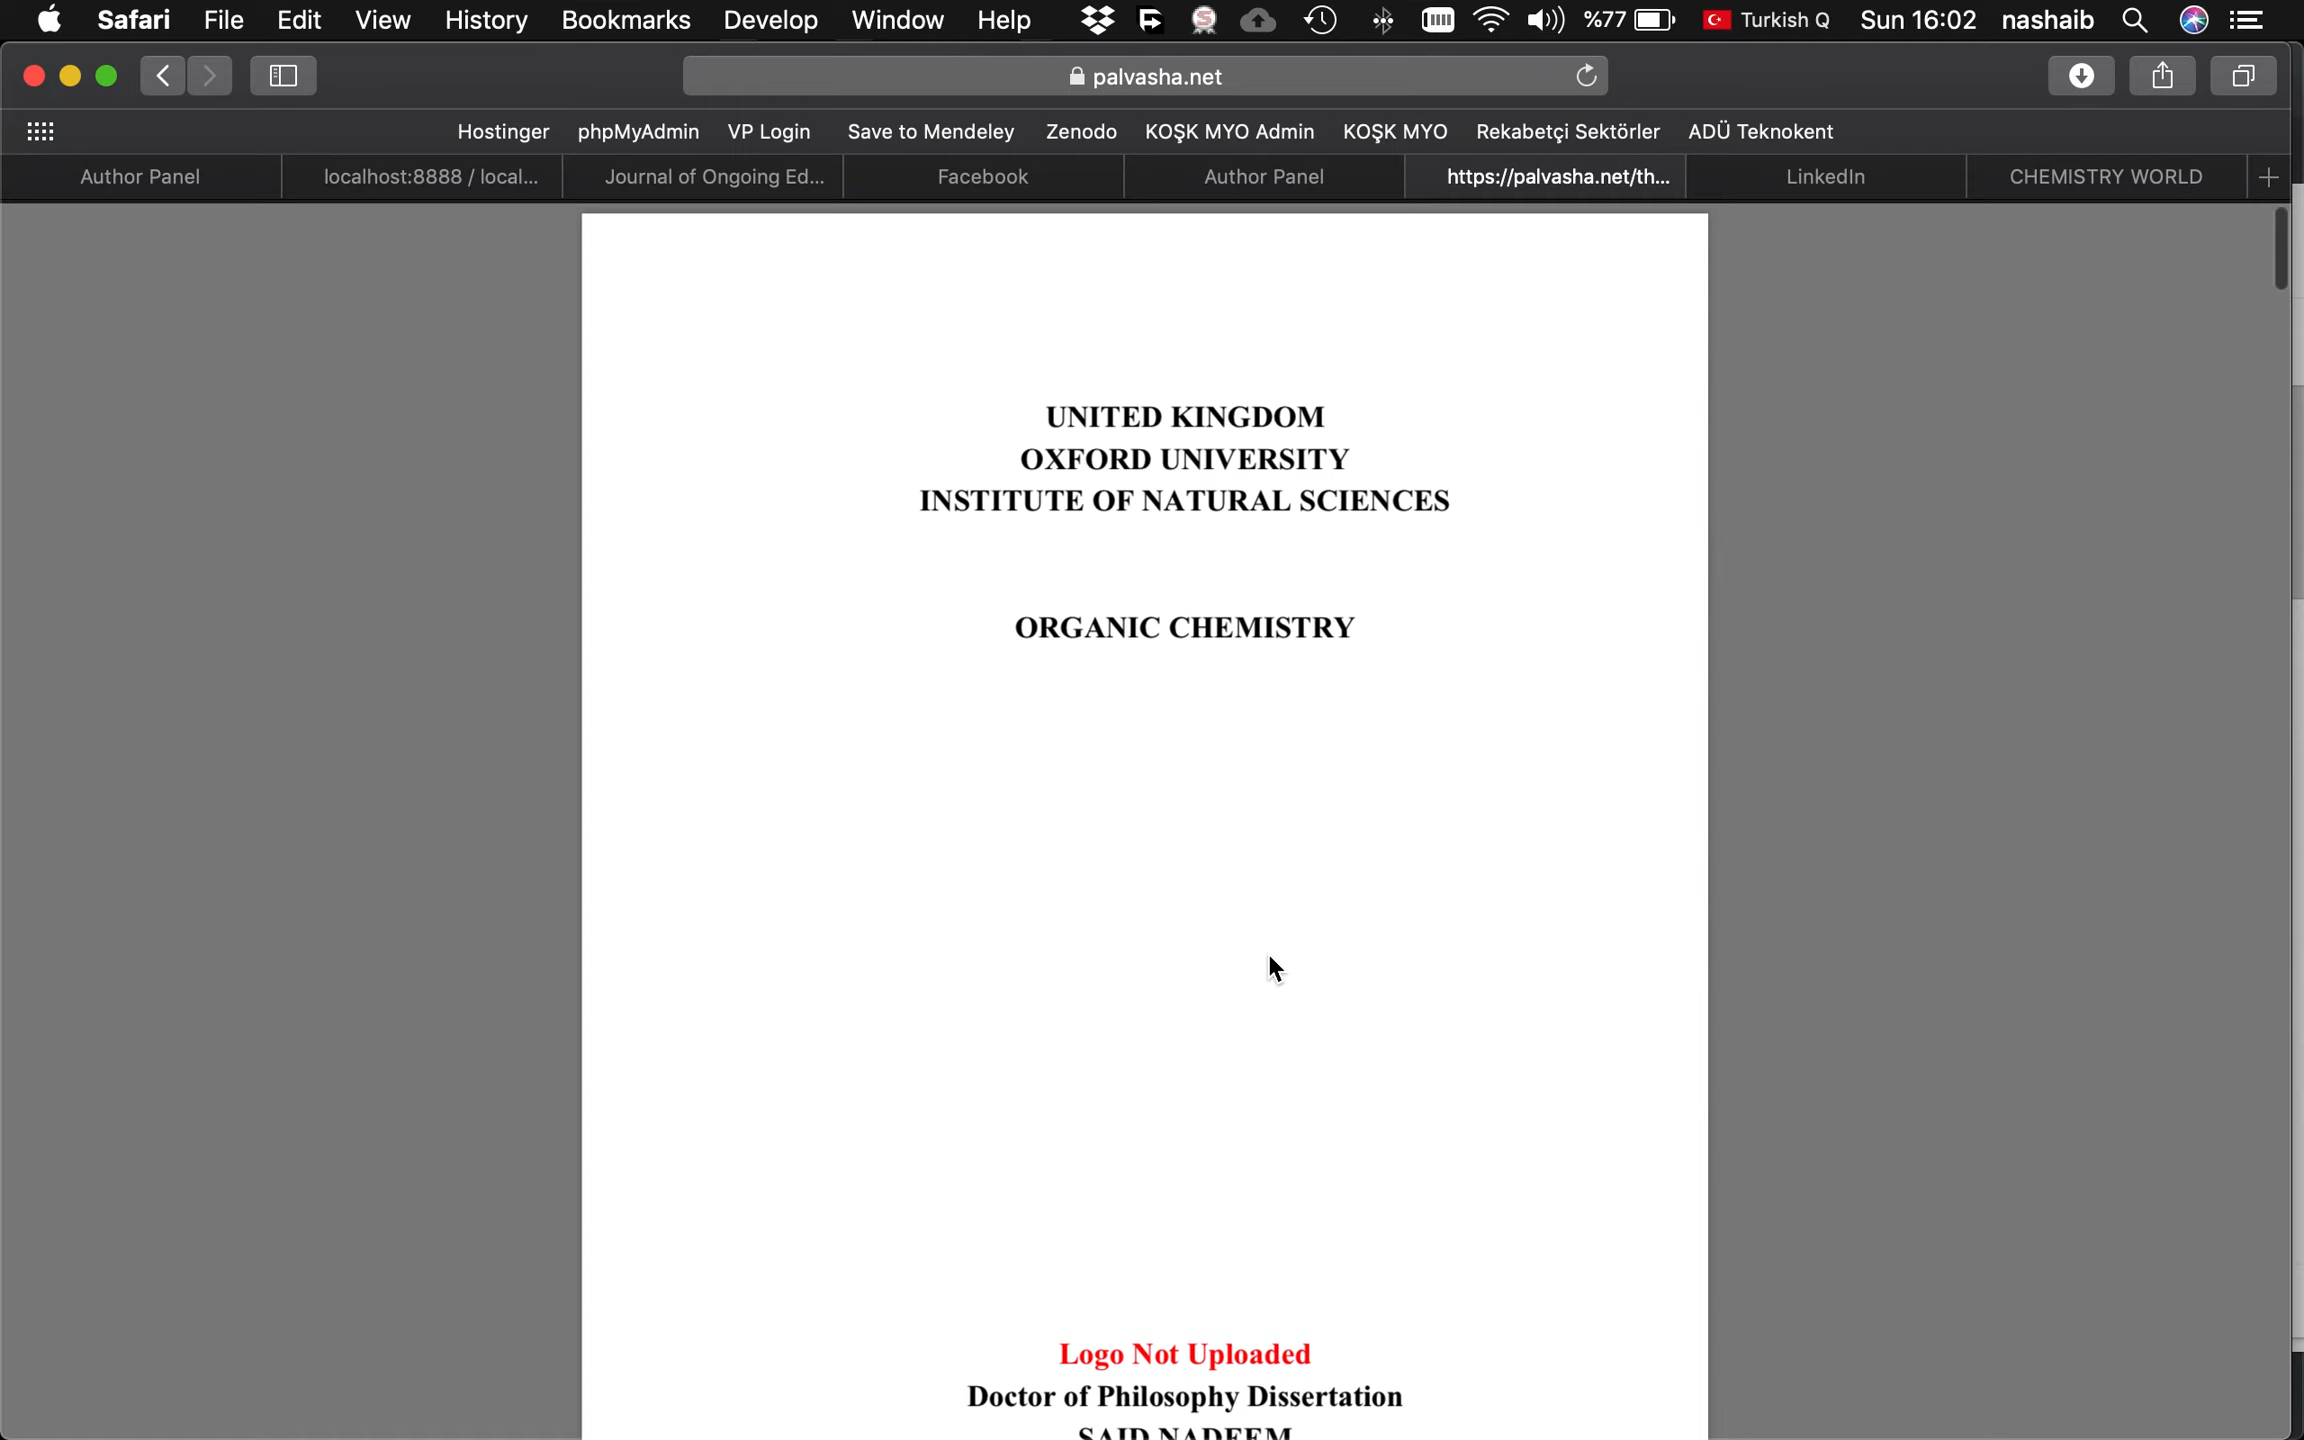 Safari File Edit View History Bookmarks Develop Window Help %77 Turkish Q Sun 16:02 nashaib
palvasha.net
Hostinger phpMyAdmin VP Login Save to Mendeley Zenodo KOŞK MYO Admin KOŞK MYO Rekabetçi Sektörler ADÜ Teknokent
Author Panel localhost:8888 / local... Journal of Ongoing Ed... Facebook Author Panel https://palvasha.net/th... LinkedIn CHEMISTRY WORLD
UNITED KINGDOM
OXFORD UNIVERSITY
INSTITUTE OF NATURAL SCIENCES
ORGANIC CHEMISTRY
Logo Not Uploaded
Doctor of Philosophy Dissertation
SAID NADEEM